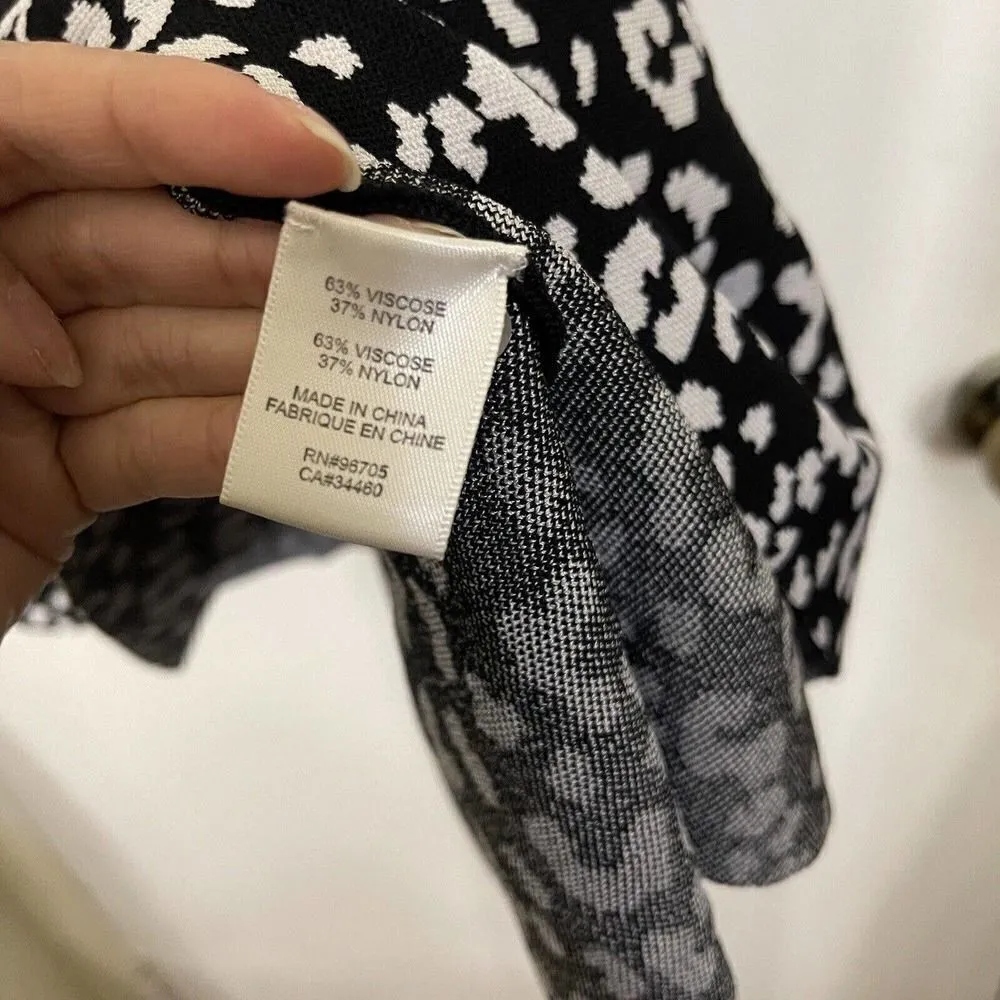 63% VISCOSE
37% NYLON
63% VISCOSE
37% NYLON
MADE IN CHINA
FABRIQUE EN CHINE
RN#96705
CA#34460